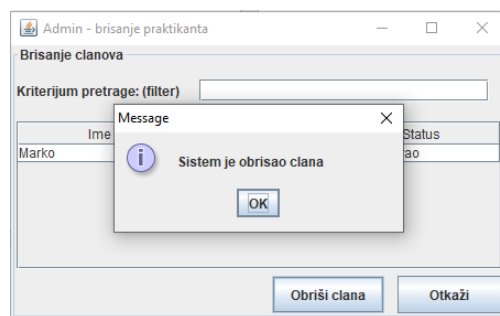 Admin - brisanje praktikanta
Brisanje clanova
Kriterijum pretrage: (filter)
Message
Ime
Status
Marko
Sistem je obrisao clana
OK
Obriši clana
Otkaži